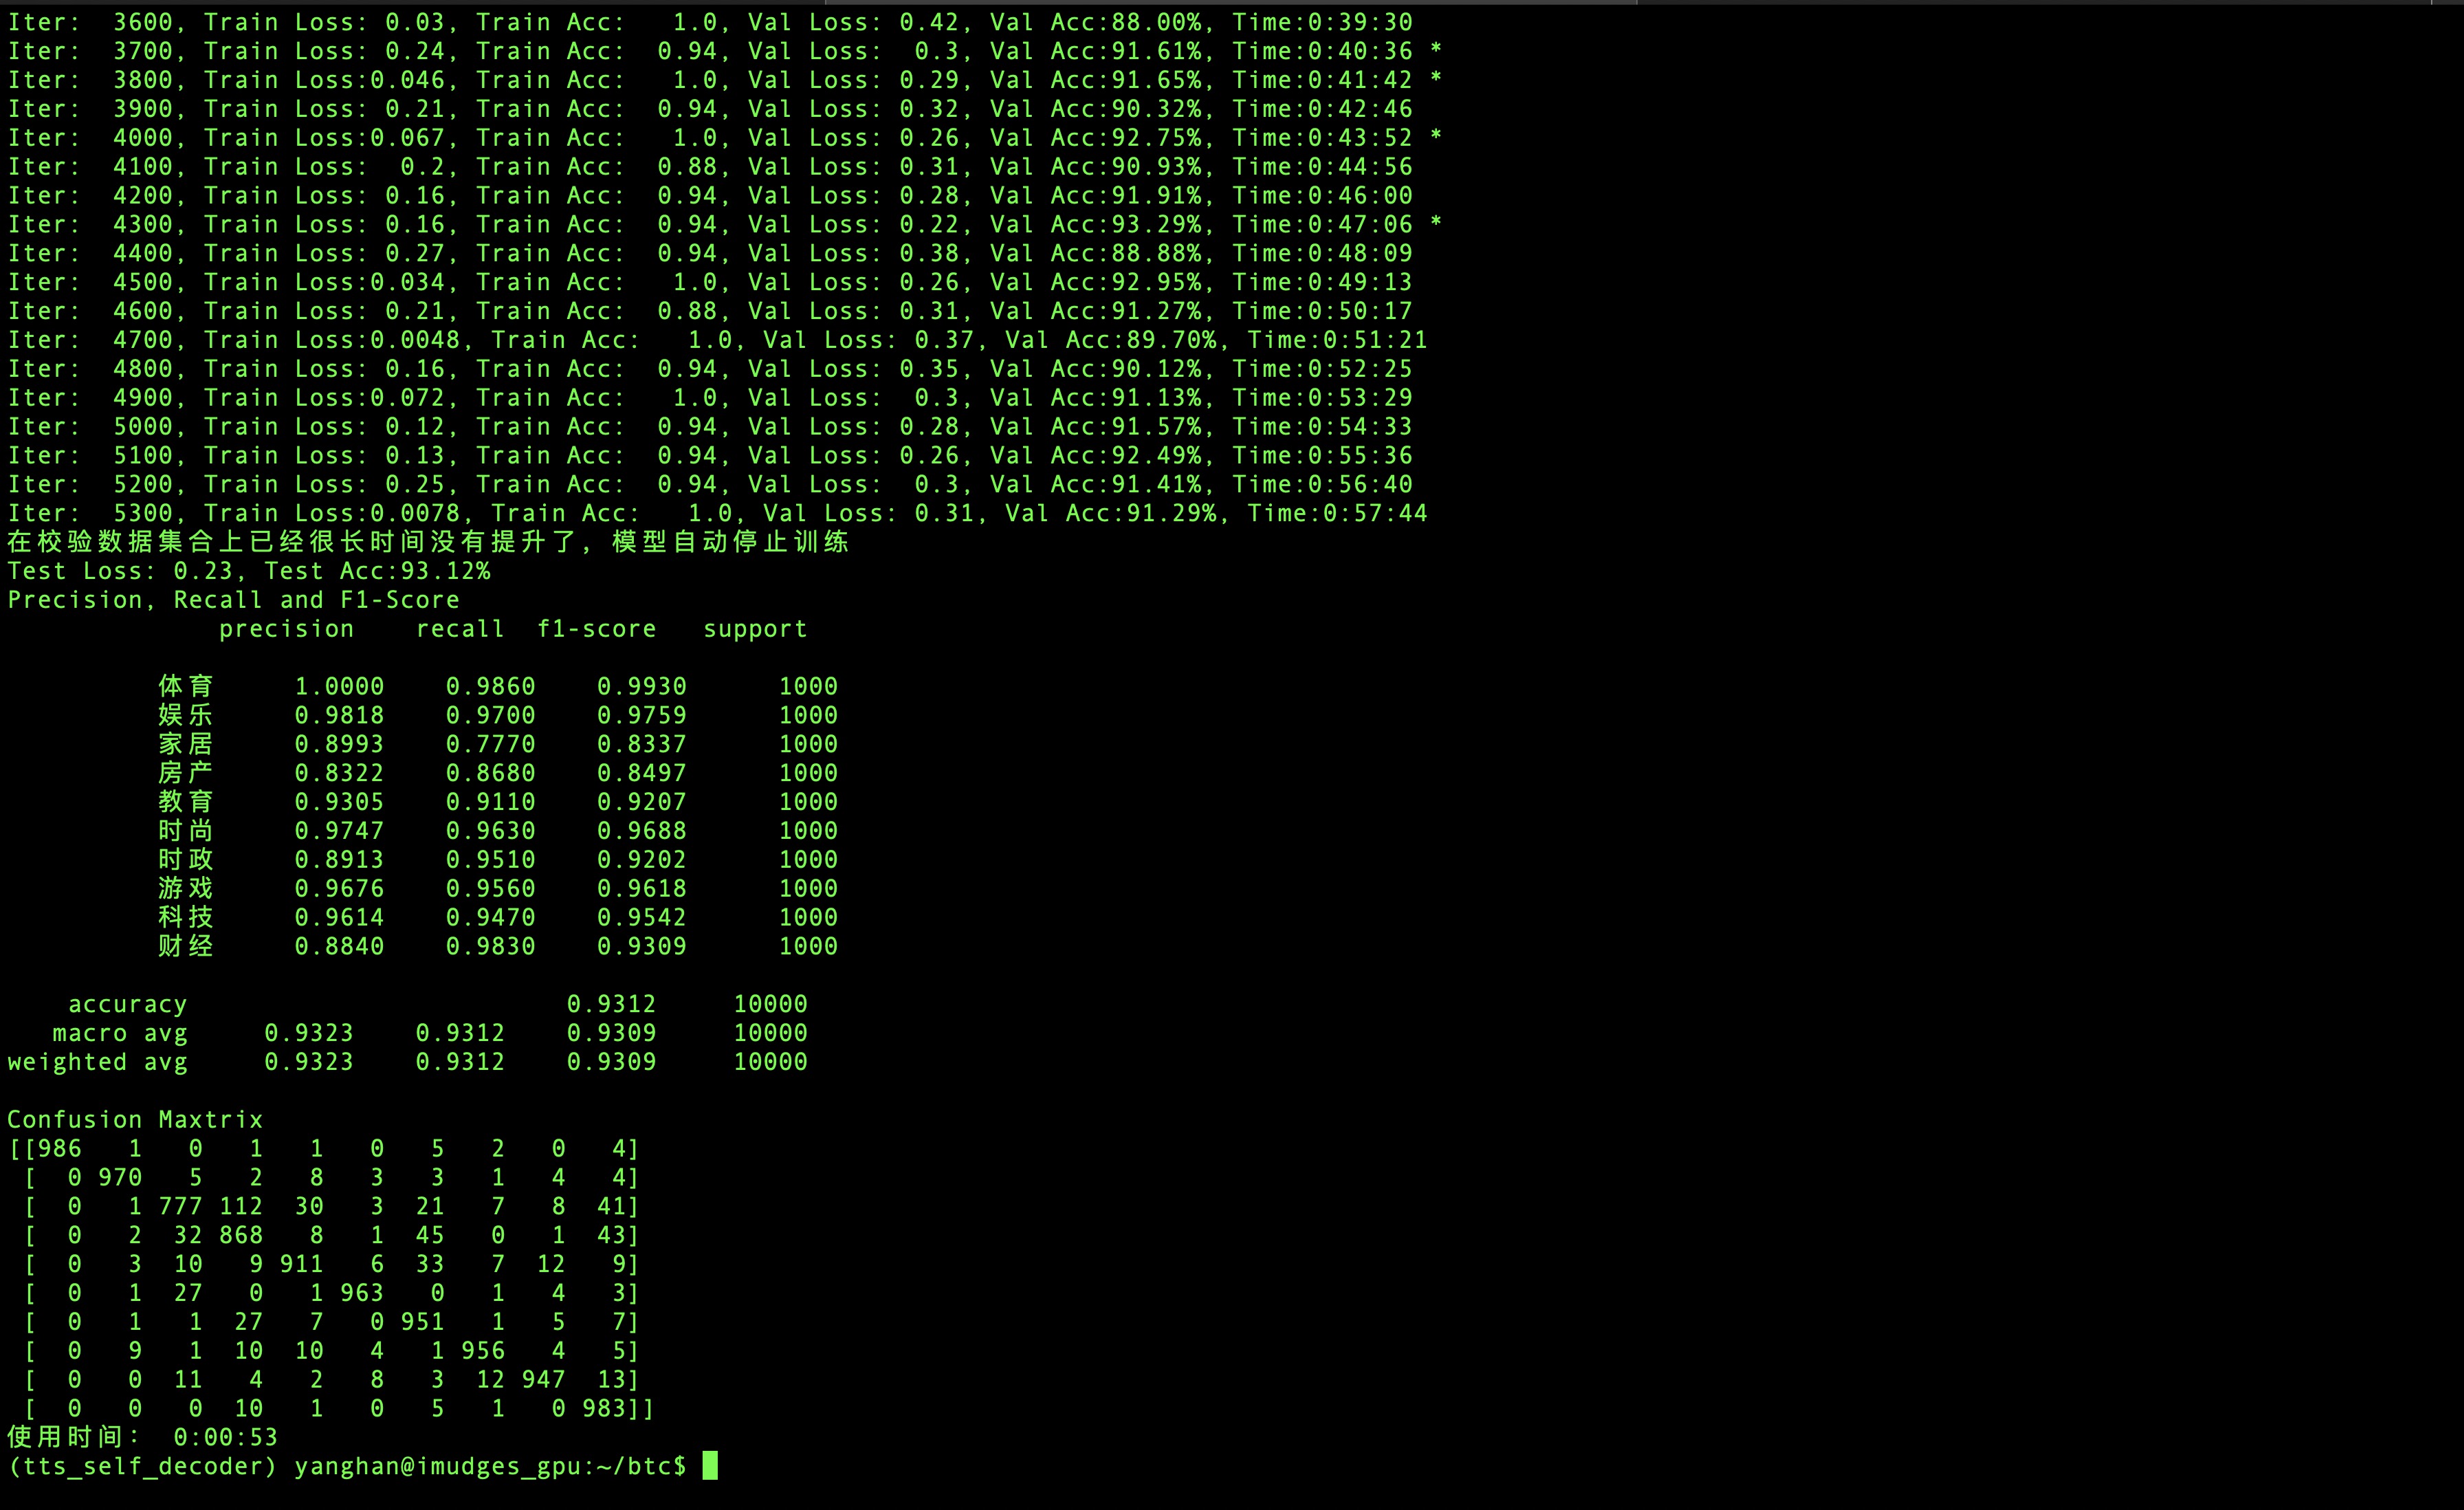 Iter:  3600, Train Loss: 0.03, Train Acc:   1.0, Val Loss: 0.42, Val Acc:88.00%, Time:0:39:30
Iter:  3700, Train Loss: 0.24, Train Acc:  0.94, Val Loss:  0.3, Val Acc:91.61%, Time:0:40:36 *
Iter:  3800, Train Loss:0.046, Train Acc:   1.0, Val Loss: 0.29, Val Acc:91.65%, Time:0:41:42 *
Iter:  3900, Train Loss: 0.21, Train Acc:  0.94, Val Loss: 0.32, Val Acc:90.32%, Time:0:42:46
Iter:  4000, Train Loss:0.067, Train Acc:   1.0, Val Loss: 0.26, Val Acc:92.75%, Time:0:43:52 *
Iter:  4100, Train Loss:  0.2, Train Acc:  0.88, Val Loss: 0.31, Val Acc:90.93%, Time:0:44:56
Iter:  4200, Train Loss: 0.16, Train Acc:  0.94, Val Loss: 0.28, Val Acc:91.91%, Time:0:46:00
Iter:  4300, Train Loss: 0.16, Train Acc:  0.94, Val Loss: 0.22, Val Acc:93.29%, Time:0:47:06 *
Iter:  4400, Train Loss: 0.27, Train Acc:  0.94, Val Loss: 0.38, Val Acc:88.88%, Time:0:48:09
Iter:  4500, Train Loss:0.034, Train Acc:   1.0, Val Loss: 0.26, Val Acc:92.95%, Time:0:49:13
Iter:  4600, Train Loss: 0.21, Train Acc:  0.88, Val Loss: 0.31, Val Acc:91.27%, Time:0:50:17
Iter:  4700, Train Loss:0.0048, Train Acc:   1.0, Val Loss: 0.37, Val Acc:89.70%, Time:0:51:21
Iter:  4800, Train Loss: 0.16, Train Acc:  0.94, Val Loss: 0.35, Val Acc:90.12%, Time:0:52:25
Iter:  4900, Train Loss:0.072, Train Acc:   1.0, Val Loss:  0.3, Val Acc:91.13%, Time:0:53:29
Iter:  5000, Train Loss: 0.12, Train Acc:  0.94, Val Loss: 0.28, Val Acc:91.57%, Time:0:54:33
Iter:  5100, Train Loss: 0.13, Train Acc:  0.94, Val Loss: 0.26, Val Acc:92.49%, Time:0:55:36
Iter:  5200, Train Loss: 0.25, Train Acc:  0.94, Val Loss:  0.3, Val Acc:91.41%, Time:0:56:40
Iter:  5300, Train Loss:0.0078, Train Acc:   1.0, Val Loss: 0.31, Val Acc:91.29%, Time:0:57:44
在校验数据集合上已经很长时间没有提升了, 模型自动停止训练
Test Loss: 0.23, Test Acc:93.12%
Precision, Recall and F1-Score
precision    recall  f1-score   support
体育     1.0000    0.9860    0.9930      1000
娱乐     0.9818    0.9700    0.9759      1000
家居     0.8993    0.7770    0.8337      1000
房产     0.8322    0.8680    0.8497      1000
教育     0.9305    0.9110    0.9207      1000
时尚     0.9747    0.9630    0.9688      1000
时政     0.8913    0.9510    0.9202      1000
游戏     0.9676    0.9560    0.9618      1000
科技     0.9614    0.9470    0.9542      1000
财经     0.8840    0.9830    0.9309      1000
accuracy                         0.9312     10000
macro avg     0.9323    0.9312    0.9309     10000
weighted avg     0.9323    0.9312    0.9309     10000
Confusion Maxtrix
[[986   1   0   1   1   0   5   2   0   4]
[  0 970   5   2   8   3   3   1   4   4]
[  0   1 777 112  30   3  21   7   8  41]
[  0   2  32 868   8   1  45   0   1  43]
[  0   3  10   9 911   6  33   7  12   9]
[  0   1  27   0   1 963   0   1   4   3]
[  0   1   1  27   7   0 951   1   5   7]
[  0   9   1  10  10   4   1 956   4   5]
[  0   0  11   4   2   8   3  12 947  13]
[  0   0   0  10   1   0   5   1   0 983]]
使用时间: 0:00:53
(tts_self_decoder) yanghan@imudges_gpu:~/btc$